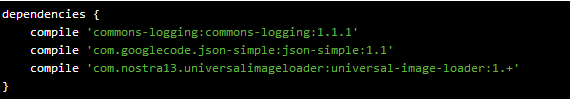 dependencies {
    compile 'commons-logging:commons-logging:1.1.1'
    compile 'com.googlecode.json-simple:json-simple:1.1'
    compile 'com.nostra13.universalimageloader:universal-image-loader:1.+'
}